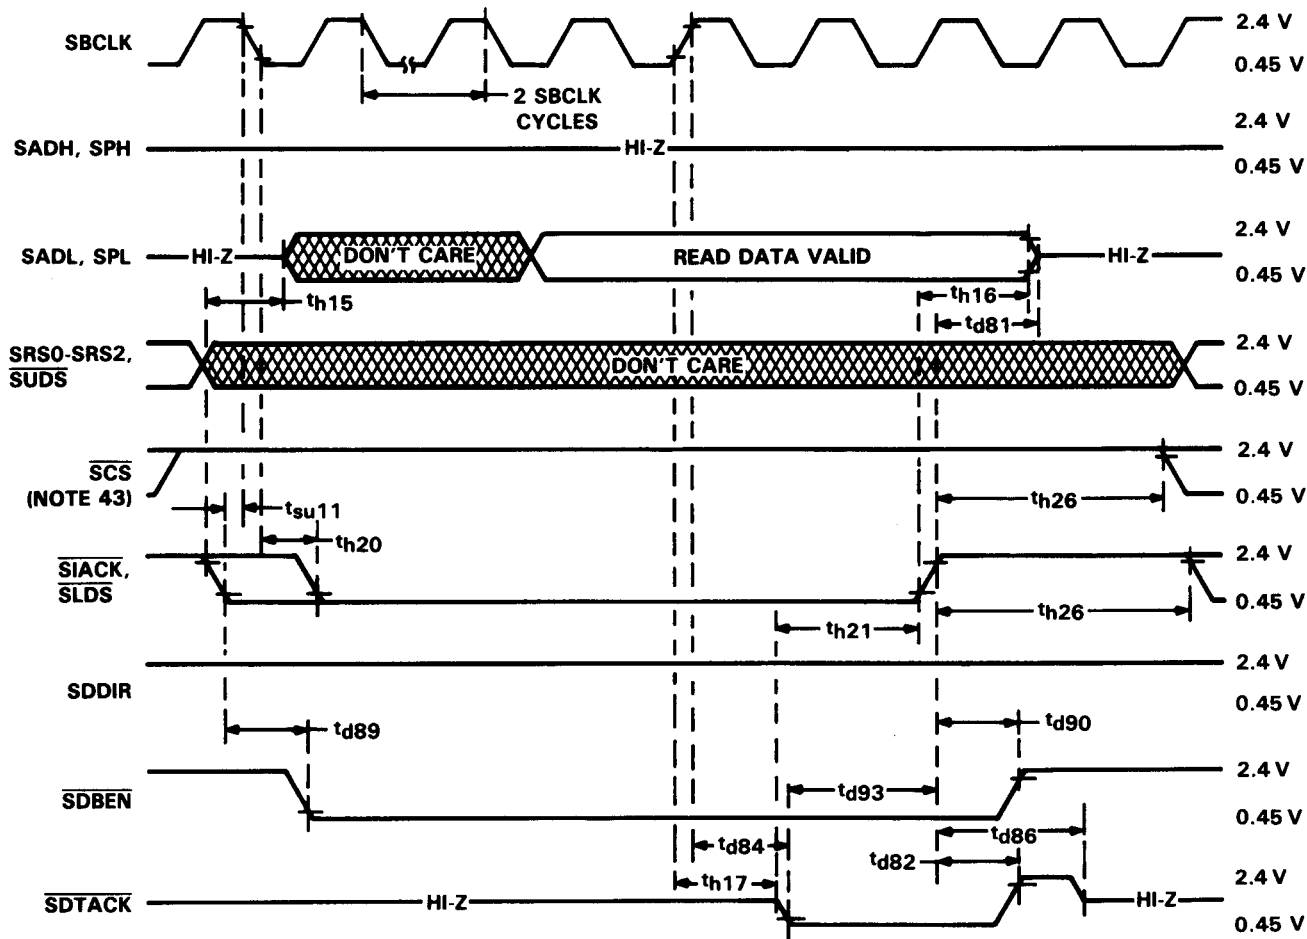 SBCLK
2.4 V
0.45 V
2 SBCLK
CYCLES
2.4 V
SADH, SPH
HI-Z
0.45 V
2.4 V
SADL, SPL
HI-Z
DON'T CARE
READ DATA VALID
HI-Z
0.45 V
th15
th16
td81
SRS0-SRS2,
SUDS
2.4 V
DON'T CARE
0.45 V
SCS
(NOTE 43)
2.4 V
0.45 V
tsu11
th26
th20
SIACK,
SLDS
2.4 V
0.45 V
th21
th26
2.4 V
SDDIR
0.45 V
td89
td90
SDBEN
2.4 V
td93
0.45 V
td86
td84
td82
th17
2.4 V
SDTACK
HI-Z
HI-Z
0.45 V